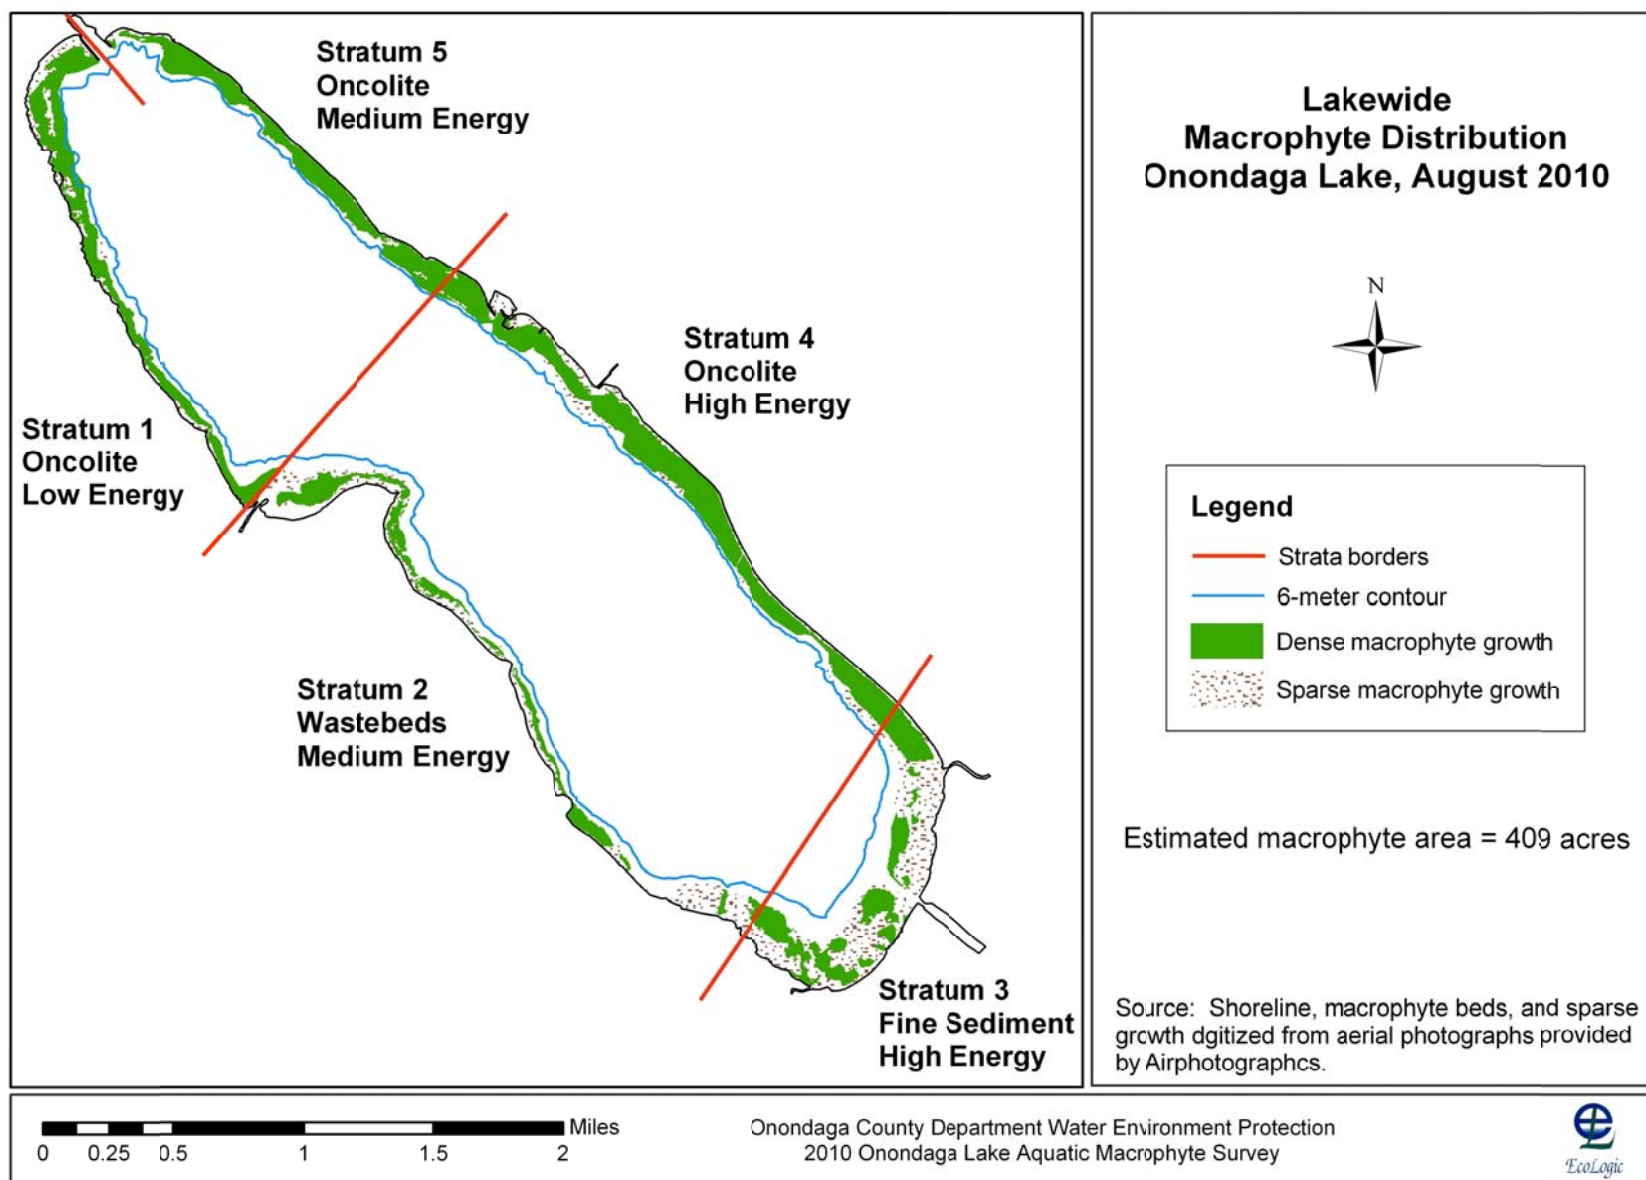 Stratum 5
Oncolite
Medium Energy
Stratum 4
Oncolite
High Energy
Stratum 1
Oncolite
Low Energy
Stratum 2
Wastebeds
Medium Energy
Stratum 3
Fine Sediment
High Energy
Lakewide
Macrophyte Distribution
Onondaga Lake, August 2010
N
Legend
Strata borders
6-meter contour
Dense macrophyte growth
Sparse macrophyte growth
Estimated macrophyte area = 409 acres
Source: Shoreline, macrophyte beds, and sparse
growth dgitized from aerial photographs provided
by Airphotographcs.
Miles
0 0.25 0.5 1 1.5 2
Onondaga County Department Water Environment Protection
2010 Onondaga Lake Aquatic Macrophyte Survey
EcoLogic